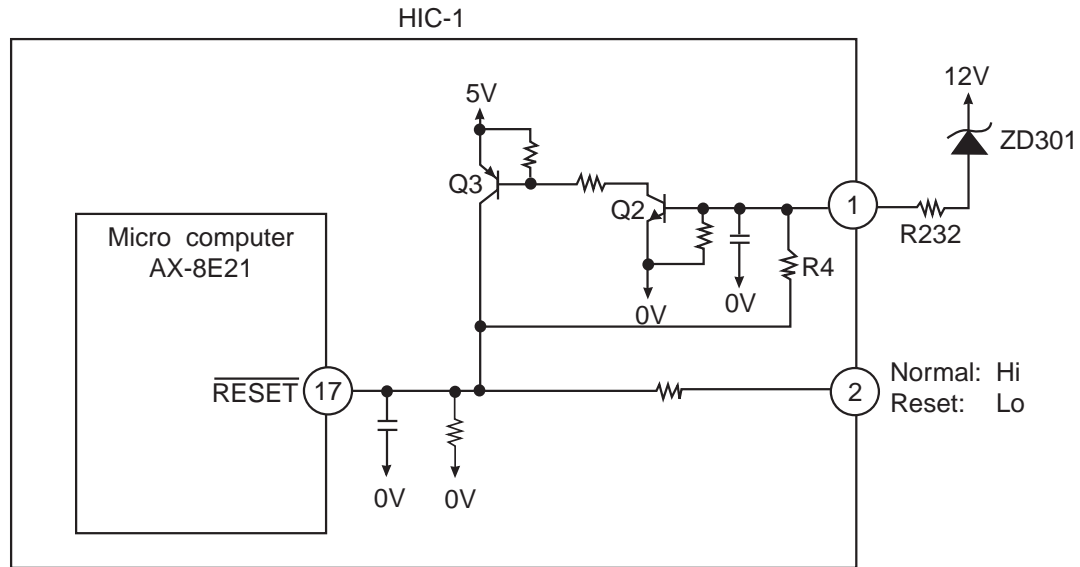 HIC-1
12V
ZD301
5V
Q3
Q2
1
R232
Micro computer
AX-8E21
R4
0V
0V
RESET
17
2
Normal: Hi
Reset: Lo
0V
0V